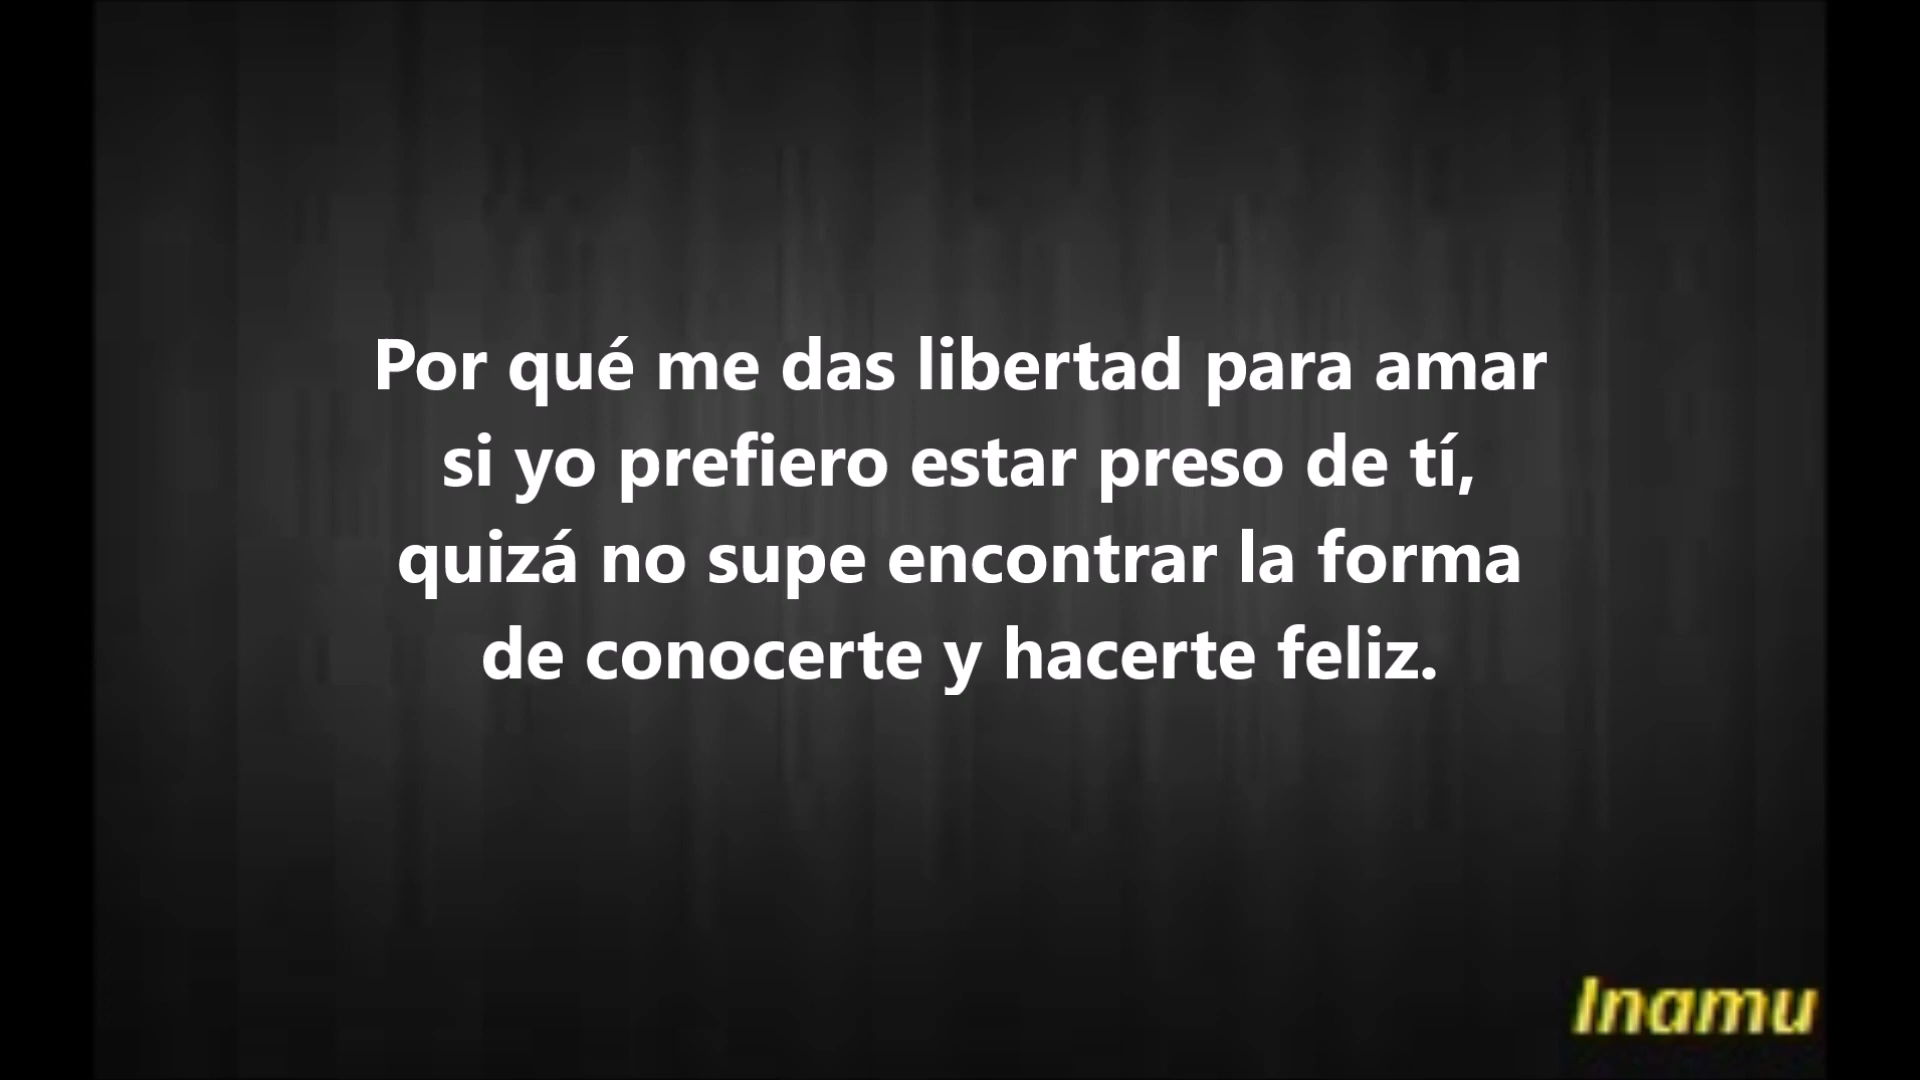 Por qué me das libertad para amar
si yo prefiero estar preso de tí,
quizá no supe encontrar la forma
de conocerte y hacerte feliz.
Inamu